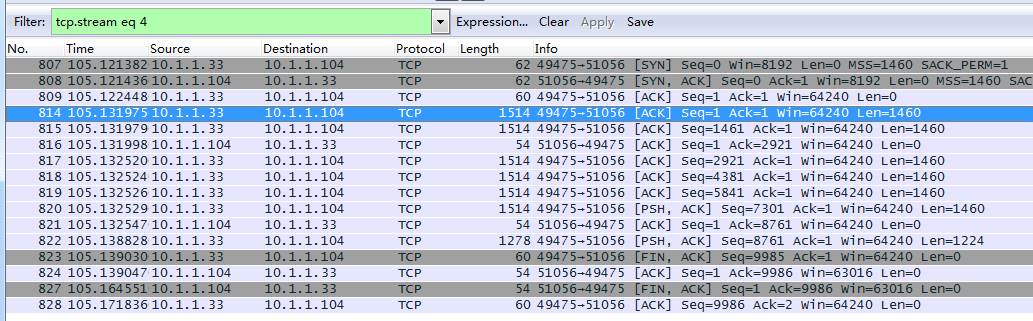 Filter: tcp.stream eq 4 Expression... Clear Apply Save
No. Time Source Destination Protocol Length Info
807 105.121382 10.1.1.33 10.1.1.104 TCP 62 49475→51056 [SYN] Seq=0 Win=8192 Len=0 MSS=1460 SACK_PERM=1
808 105.121436 10.1.1.104 10.1.1.33 TCP 62 51056→49475 [SYN, ACK] Seq=0 Ack=1 Win=8192 Len=0 MSS=1460 SAC
809 105.122448 10.1.1.33 10.1.1.104 TCP 60 49475→51056 [ACK] Seq=1 Ack=1 Win=64240 Len=0
814 105.131975 10.1.1.33 10.1.1.104 TCP 1514 49475→51056 [ACK] Seq=1 Ack=1 Win=64240 Len=1460
815 105.131979 10.1.1.33 10.1.1.104 TCP 1514 49475→51056 [ACK] Seq=1461 Ack=1 Win=64240 Len=1460
816 105.131998 10.1.1.104 10.1.1.33 TCP 54 51056→49475 [ACK] Seq=1 Ack=2921 Win=64240 Len=0
817 105.132520 10.1.1.33 10.1.1.104 TCP 1514 49475→51056 [ACK] Seq=2921 Ack=1 Win=64240 Len=1460
818 105.132524 10.1.1.33 10.1.1.104 TCP 1514 49475→51056 [ACK] Seq=4381 Ack=1 Win=64240 Len=1460
819 105.132526 10.1.1.33 10.1.1.104 TCP 1514 49475→51056 [ACK] Seq=5841 Ack=1 Win=64240 Len=1460
820 105.132529 10.1.1.33 10.1.1.104 TCP 1514 49475→51056 [PSH, ACK] Seq=7301 Ack=1 Win=64240 Len=1460
821 105.132547 10.1.1.104 10.1.1.33 TCP 54 51056→49475 [ACK] Seq=1 Ack=8761 Win=64240 Len=0
822 105.138828 10.1.1.33 10.1.1.104 TCP 1278 49475→51056 [PSH, ACK] Seq=8761 Ack=1 Win=64240 Len=1224
823 105.139030 10.1.1.33 10.1.1.104 TCP 60 49475→51056 [FIN, ACK] Seq=9985 Ack=1 Win=64240 Len=0
824 105.139047 10.1.1.104 10.1.1.33 TCP 54 51056→49475 [ACK] Seq=1 Ack=9986 Win=63016 Len=0
827 105.164551 10.1.1.104 10.1.1.33 TCP 54 51056→49475 [FIN, ACK] Seq=1 Ack=9986 Win=63016 Len=0
828 105.171836 10.1.1.33 10.1.1.104 TCP 60 49475→51056 [ACK] Seq=9986 Ack=2 Win=64240 Len=0